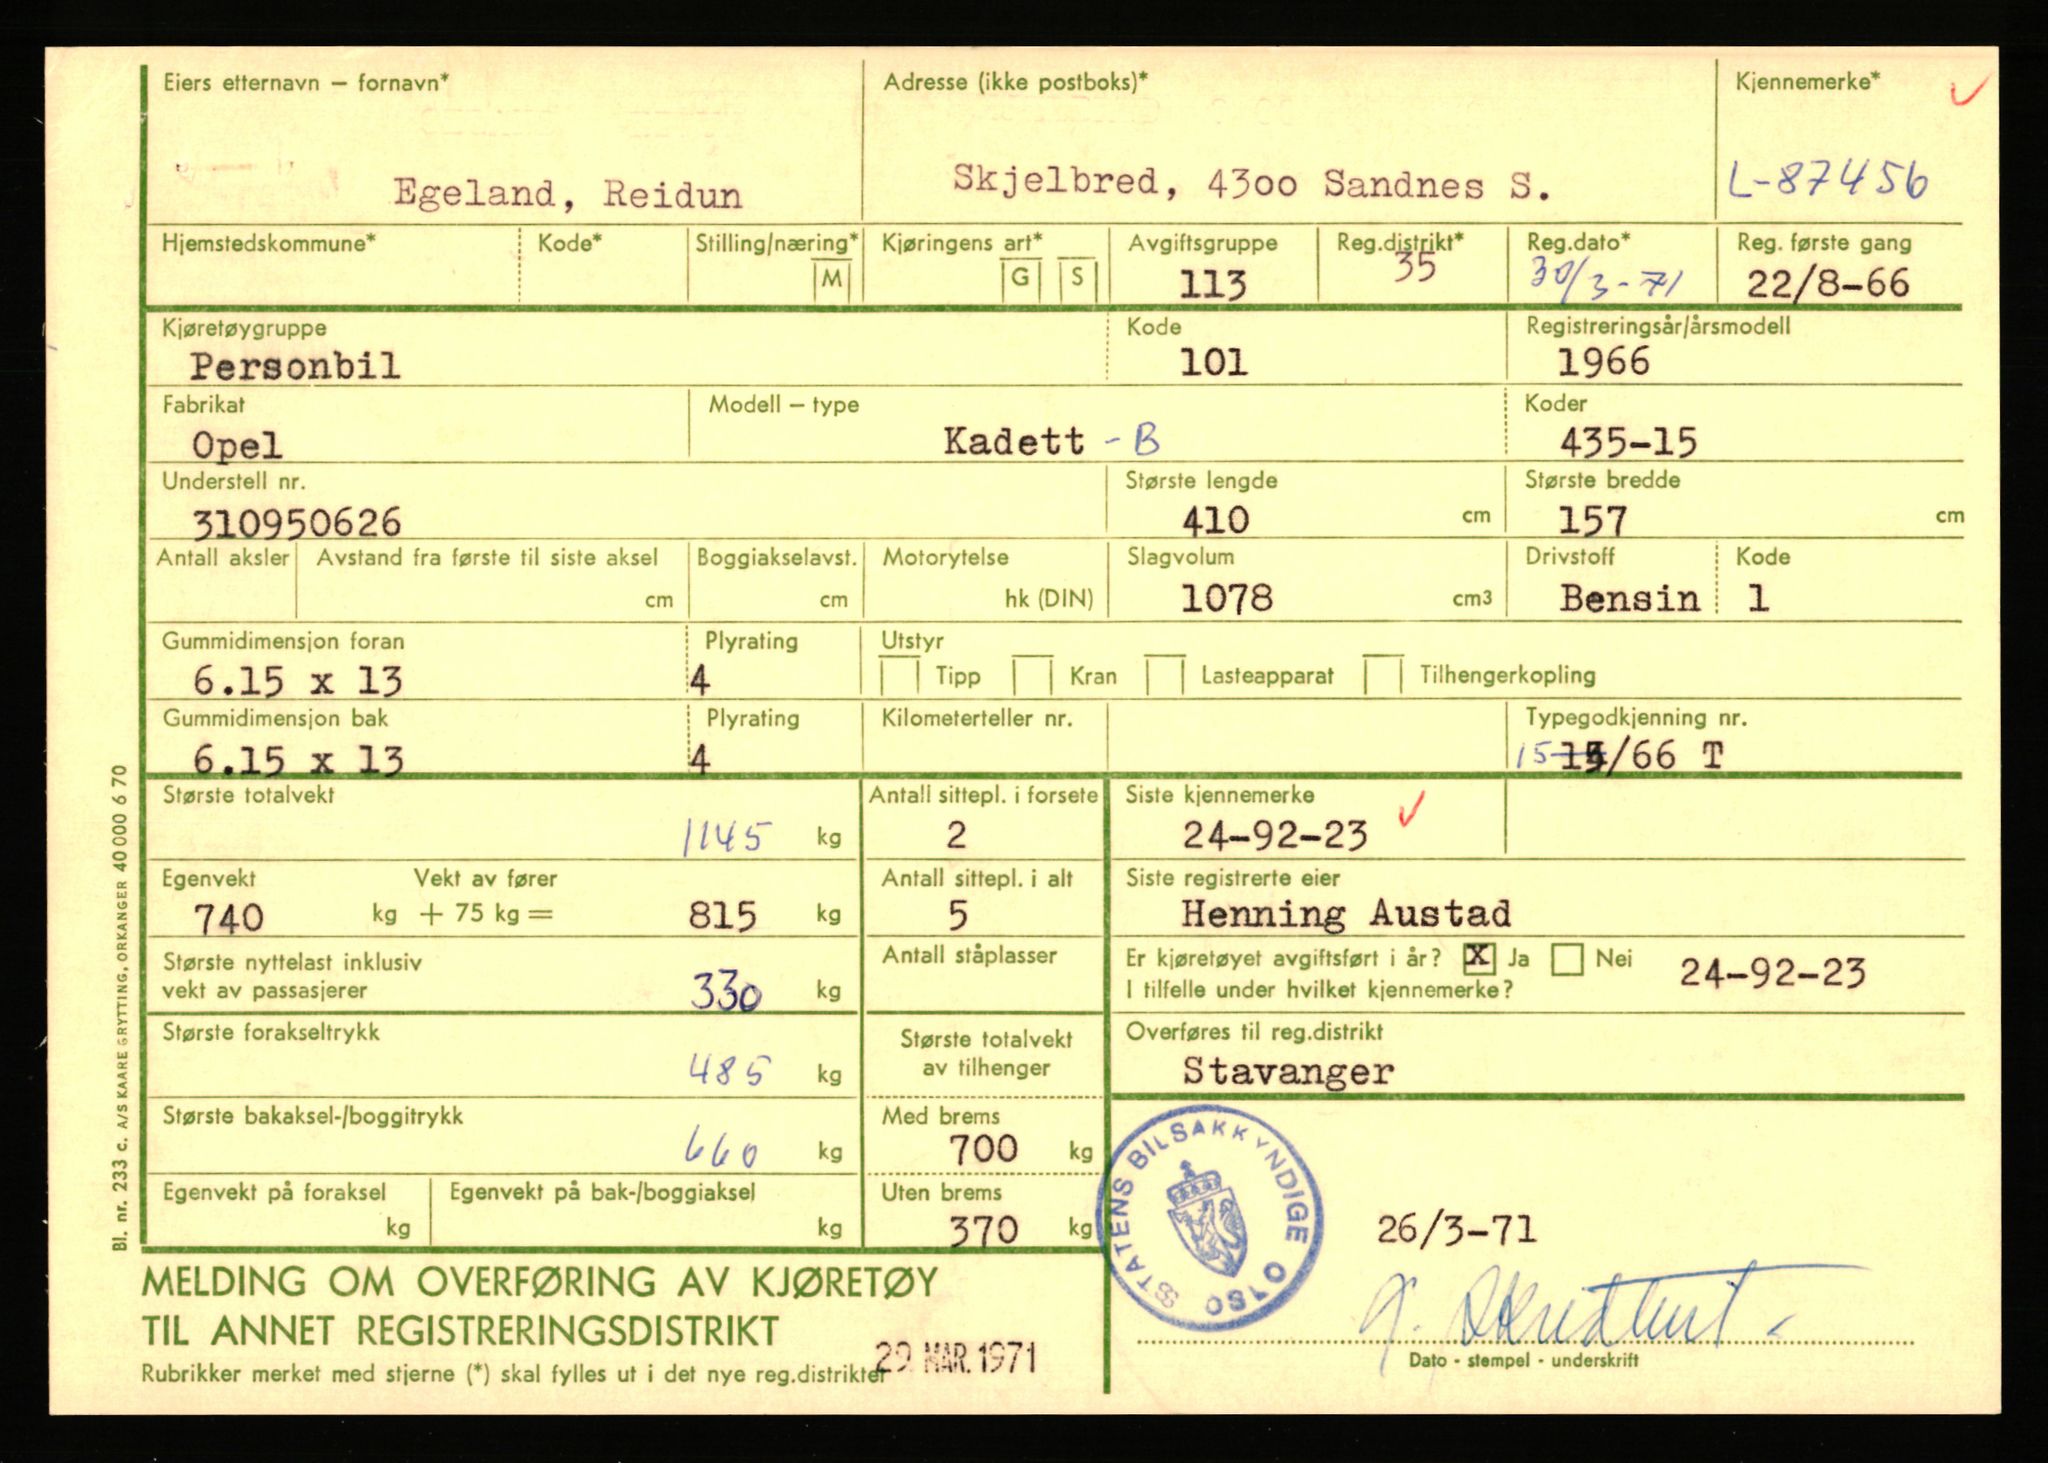 Eiers etternavn – fornavn*
Egeland, Reidun
Adresse (ikke postboks)*
Skjelbred, 4300 Sandnes S.
Kjennemerke*
L-87456
Hjemstedskommune*
Kode*
Stilling/næring*
M
Kjøringens art*
G S
Avgiftsgruppe
113
Reg.distrikt*
35
Reg.dato*
30/3-71
Reg. første gang
22/8-66
Kjøretøygruppe
Personbil
Kode
101
Registreringsår/årsmodell
1966
Fabrikat
Opel
Modell – type
Kadett - B
Koder
435-15
Understell nr.
310950626
Største lengde
410 cm
Største bredde
157 cm
Antall aksler
Avstand fra første til siste aksel
cm
Boggiakselavst.
cm
Motorytelse
hk (DIN)
Slagvolum
1078 cm3
Drivstoff
Bensin
Kode
1
Gummidimensjon foran
6.15 x 13
Plyrating
4
Utstyr
Tipp Kran Lasteapparat Tilhengerkopling
Gummidimensjon bak
6.15 x 13
Plyrating
4
Kilometerteller nr.
Typegodkjenning nr.
15 /66 T
Største totalvekt
1145 kg
Antall sittepl. i forsete
2
Siste kjennemerke
24-92-23
Egenvekt
740 kg
Vekt av fører
+ 75 kg = 815 kg
Antall sittepl. i alt
5
Siste registrerte eier
Henning Austad
Største nyttelast inklusiv
vekt av passasjerer
330 kg
Antall ståplasser
Er kjøretøyet avgiftsført i år? X Ja Nei
I tilfelle under hvilket kjennemerke?
24-92-23
Største forakseltrykk
485 kg
Største totalvekt
av tilhenger
Overføres til reg.distrikt
Stavanger
Største bakaksel-/boggitrykk
660 kg
Med brems
700 kg
Egenvekt på foraksel
kg
Egenvekt på bak-/boggiaksel
kg
Uten brems
370 kg
STATENS BILSAKKYNDIGE OSLO
26/3-71
Dato - stempel - underskrift
MELDING OM OVERFØRING AV KJØRETØY
TIL ANNET REGISTRERINGSDISTRIKT
Rubrikker merket med stjerne (*) skal fylles ut i det nye reg.distriktet
29 MAR. 1971
Bl. nr. 233 c. A/S KAARE GRYTTING, ORKANGER 40 000 6 70